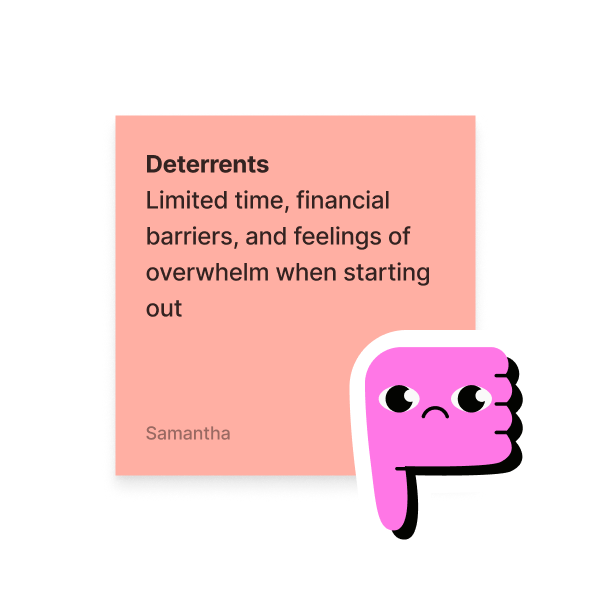 Deterrents
Limited time, financial
barriers, and feelings of
overwhelm when starting
out
Samantha